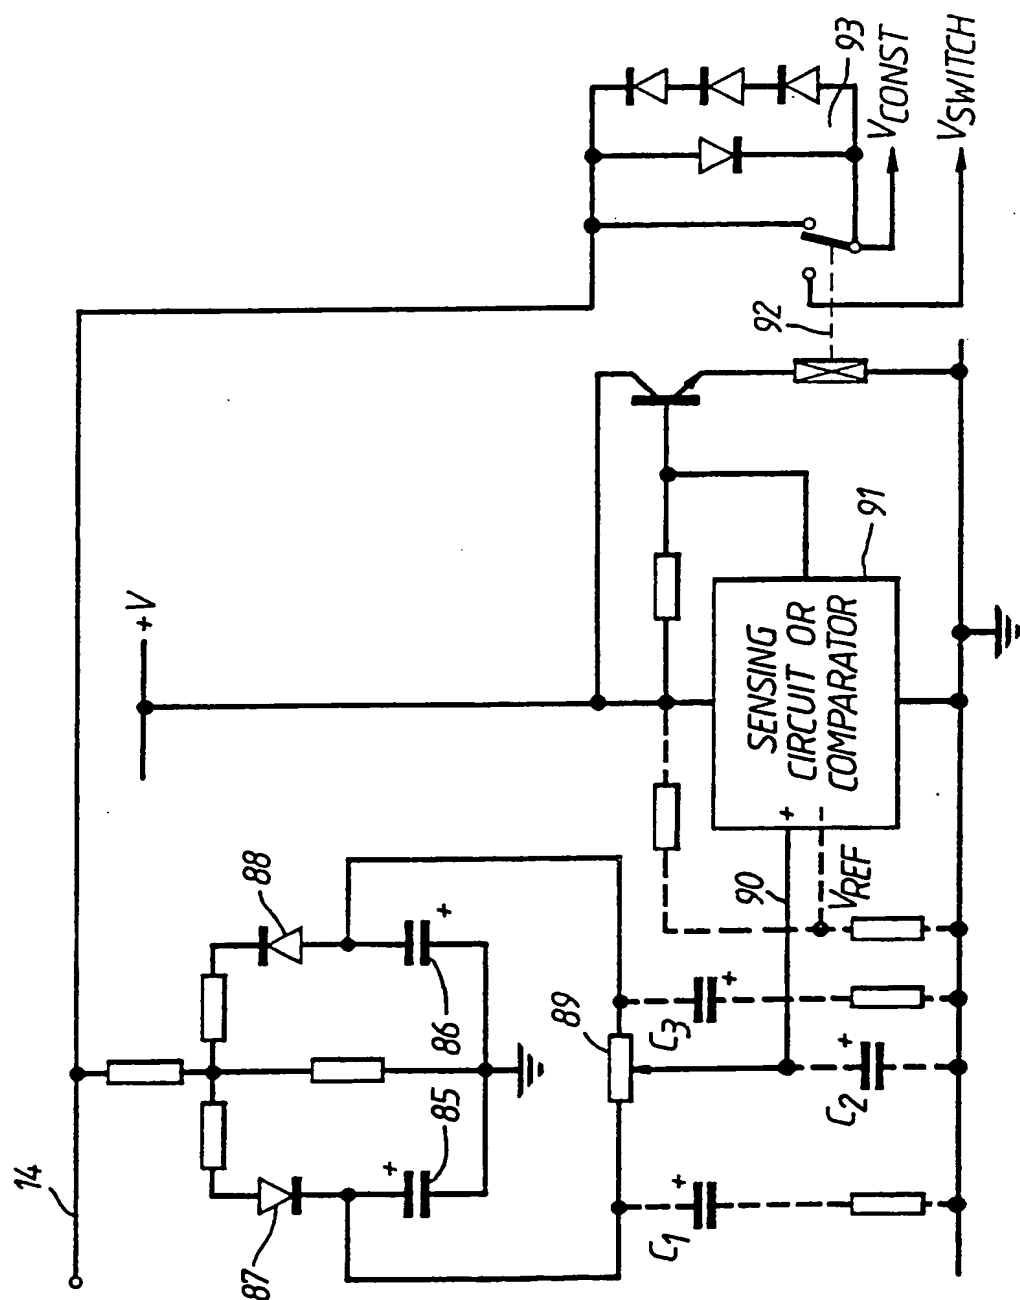 14
87
85
86
88
+
+
89
+V
C1
+
C2
+
C3
+
90
VREF
+
-
SENSING
CIRCUIT OR
COMPARATOR
91
92
93
VCONST
VSWITCH